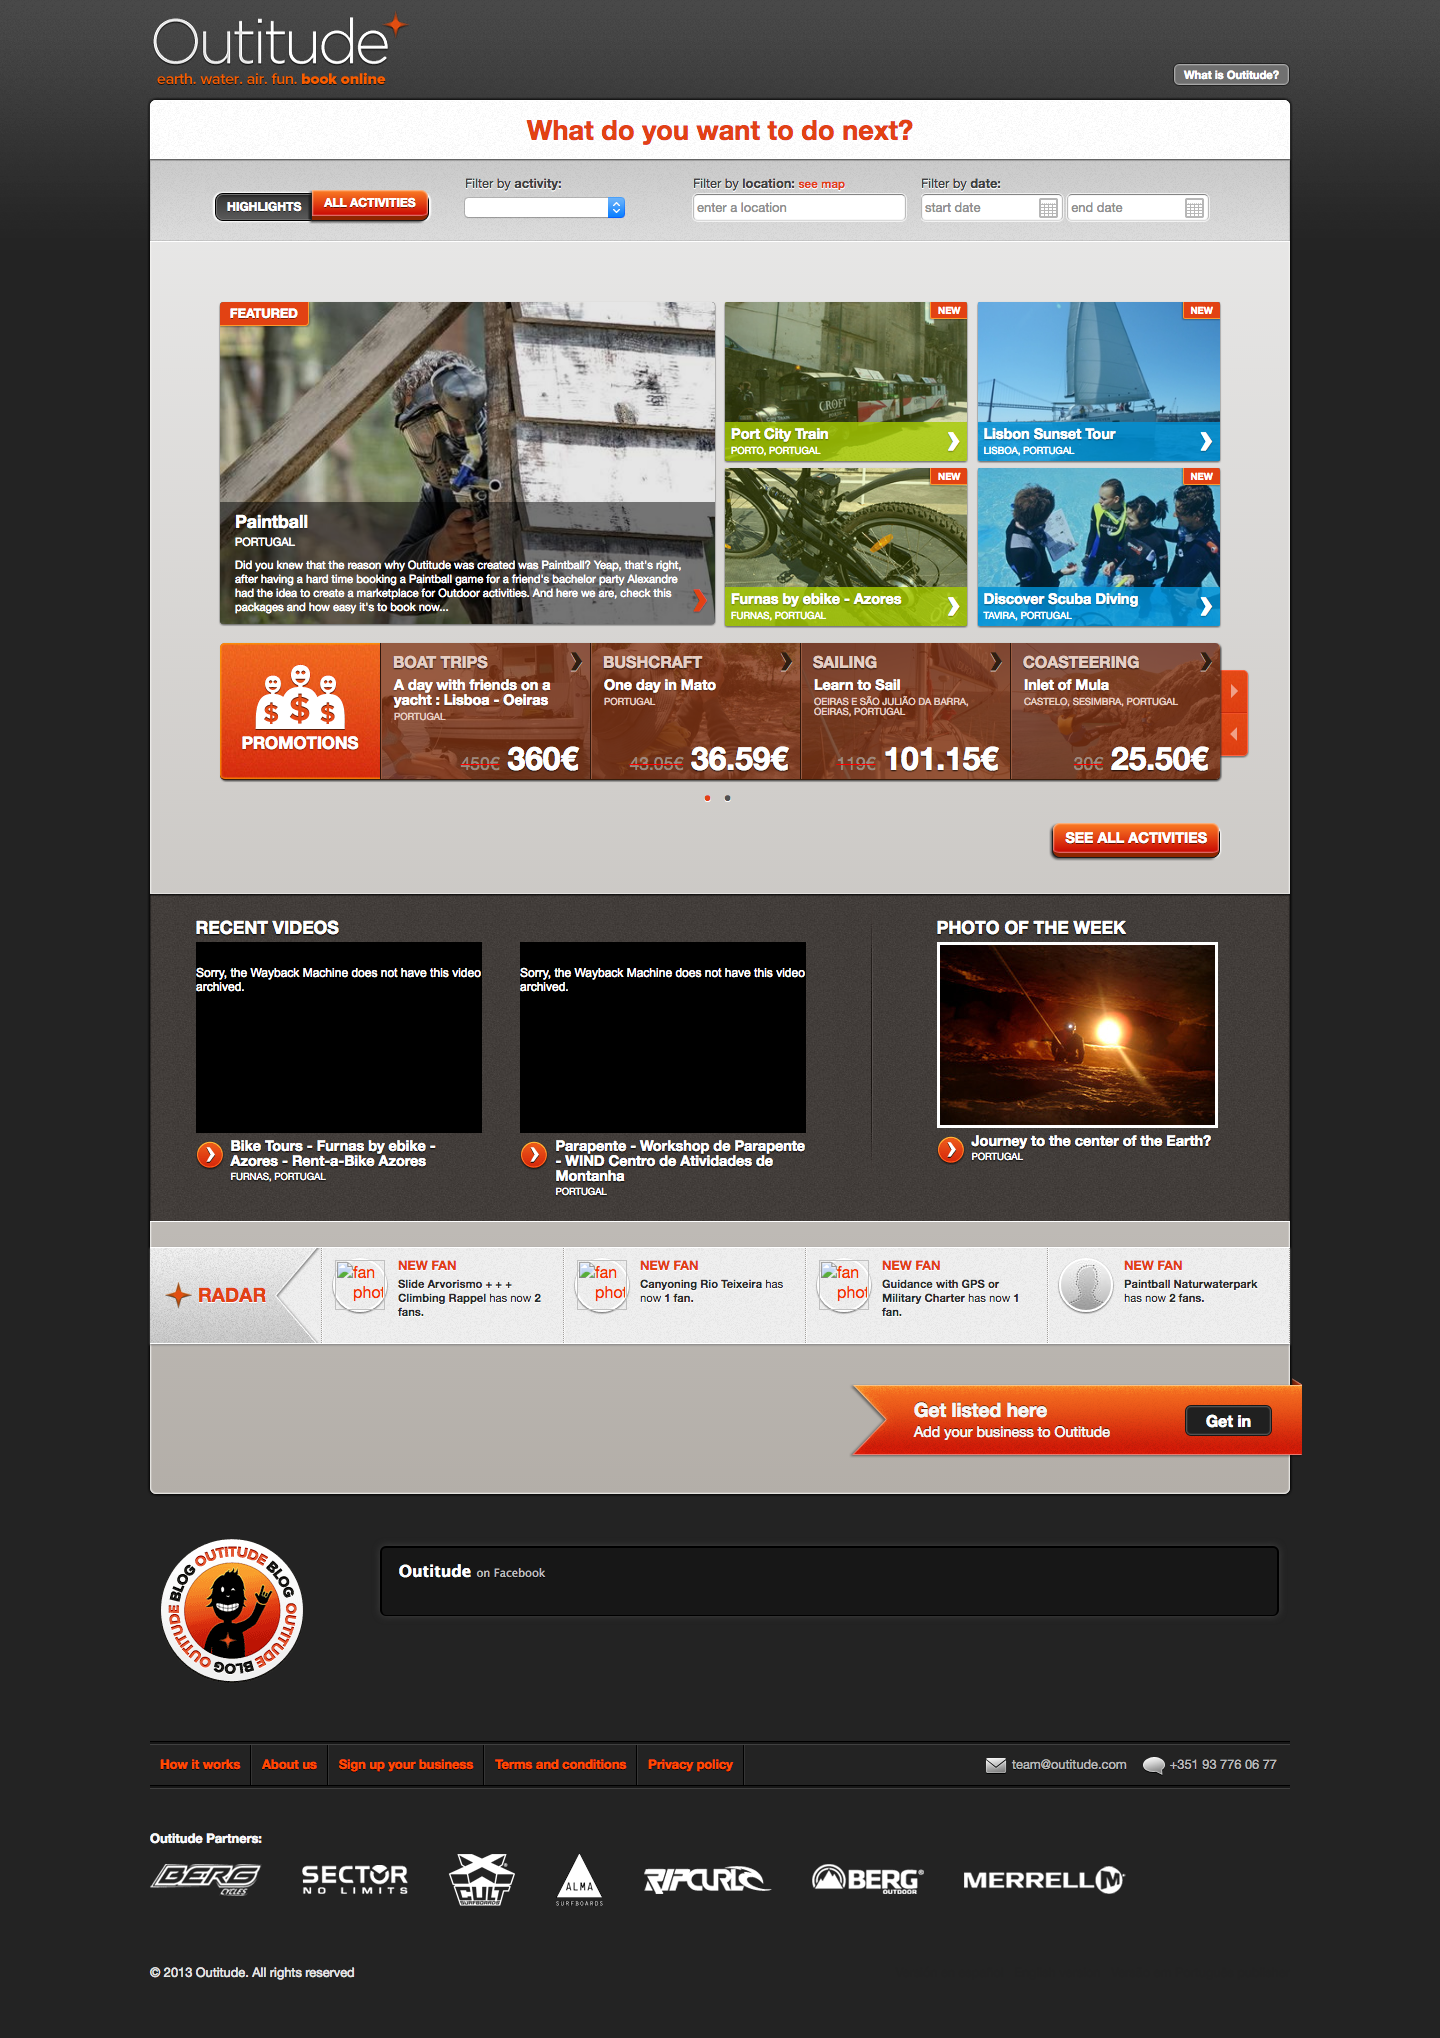 Outitude
earth. water. air. fun. book online
What is Outitude?
What do you want to do next?
HIGHLIGHTS
ALL ACTIVITIES
Filter by activity:
Filter by location: see map
enter a location
Filter by date:
start date
end date
FEATURED
Paintball
PORTUGAL
Did you knew that the reason why Outitude was created was Paintball? Yeap, that's right,
after having a hard time booking a Paintball game for a friend's bachelor party Alexandre
had the idea to create a marketplace for Outdoor activities. And here we are, check this
packages and how easy it's to book now...
NEW
CROFT
Port City Train
PORTO, PORTUGAL
NEW
Lisbon Sunset Tour
LISBOA, PORTUGAL
NEW
Furnas by ebike - Azores
FURNAS, PORTUGAL
NEW
Discover Scuba Diving
TAVIRA, PORTUGAL
$ $ $
PROMOTIONS
BOAT TRIPS
A day with friends on a
yacht : Lisboa - Oeiras
PORTUGAL
450€ 360€
BUSHCRAFT
One day in Mato
PORTUGAL
43.05€ 36.59€
SAILING
Learn to Sail
OEIRAS E SÃO JULIÃO DA BARRA,
OEIRAS, PORTUGAL
119€ 101.15€
COASTEERING
Inlet of Mula
CASTELO, SESIMBRA, PORTUGAL
30€ 25.50€
SEE ALL ACTIVITIES
RECENT VIDEOS
Sorry, the Wayback Machine does not have this video
archived.
Bike Tours - Furnas by ebike -
Azores - Rent-a-Bike Azores
FURNAS, PORTUGAL
Sorry, the Wayback Machine does not have this video
archived.
Parapente - Workshop de Parapente
- WIND Centro de Atividades de
Montanha
PORTUGAL
PHOTO OF THE WEEK
Journey to the center of the Earth?
PORTUGAL
RADAR
fan
phot
NEW FAN
Slide Arvorismo + + +
Climbing Rappel has now 2
fans.
fan
phot
NEW FAN
Canyoning Rio Teixeira has
now 1 fan.
fan
phot
NEW FAN
Guidance with GPS or
Military Charter has now 1
fan.
NEW FAN
Paintball Naturwaterpark
has now 2 fans.
Get listed here
Add your business to Outitude
Get in
OUTITUDE BLOG OUTITUDE BLOG OUTITUDE BLOG
Outitude on Facebook
How it works
About us
Sign up your business
Terms and conditions
Privacy policy
team@outitude.com
+351 93 776 06 77
Outitude Partners:
BERG
CYCLES
SECTOR
NO LIMITS
CULT
SURFBOARDS
ALMA
SURFBOARDS
RIP CURL
BERG
OUTDOOR
MERRELL M
© 2013 Outitude. All rights reserved